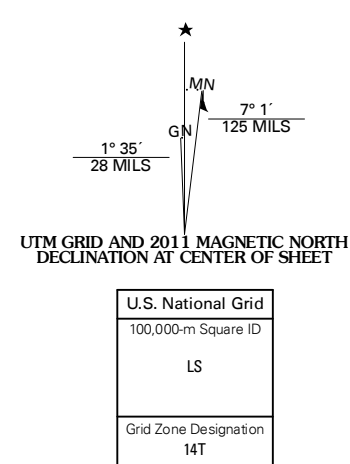 MN
GN
7° 1´
125 MILS
1° 35´
28 MILS
UTM GRID AND 2011 MAGNETIC NORTH
DECLINATION AT CENTER OF SHEET
U.S. National Grid
100,000-m Square ID
LS
Grid Zone Designation
14T